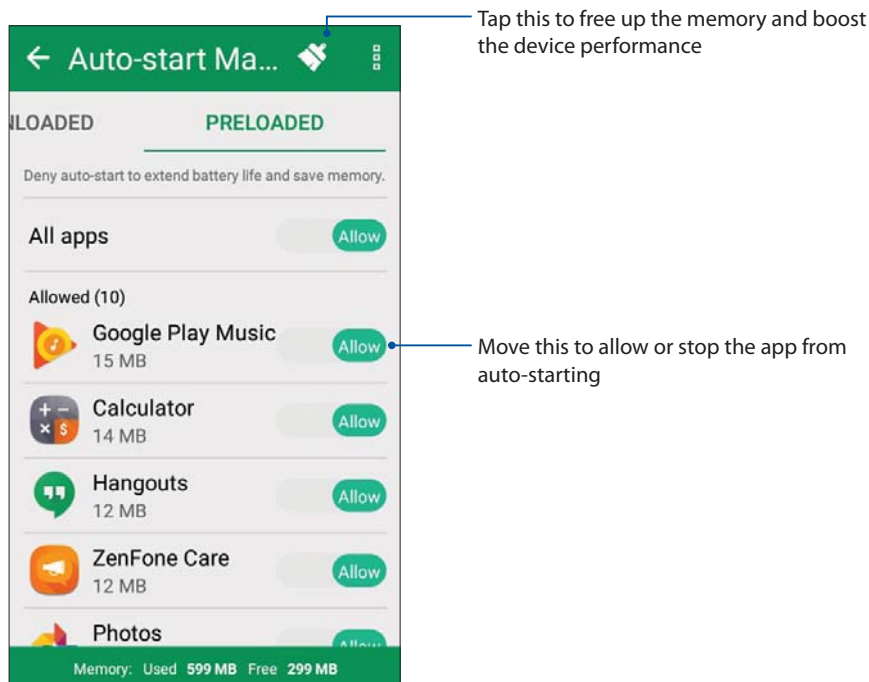 Tap this to free up the memory and boost
the device performance
Auto-start Ma...
NLOADED PRELOADED
Deny auto-start to extend battery life and save memory.
All apps Allow
Allowed (10)
Google Play Music
15 MB
Allow
Move this to allow or stop the app from
auto-starting
Calculator
14 MB
Allow
Hangouts
12 MB
Allow
ZenFone Care
12 MB
Allow
Photos
Allow
Memory: Used 599 MB Free 299 MB